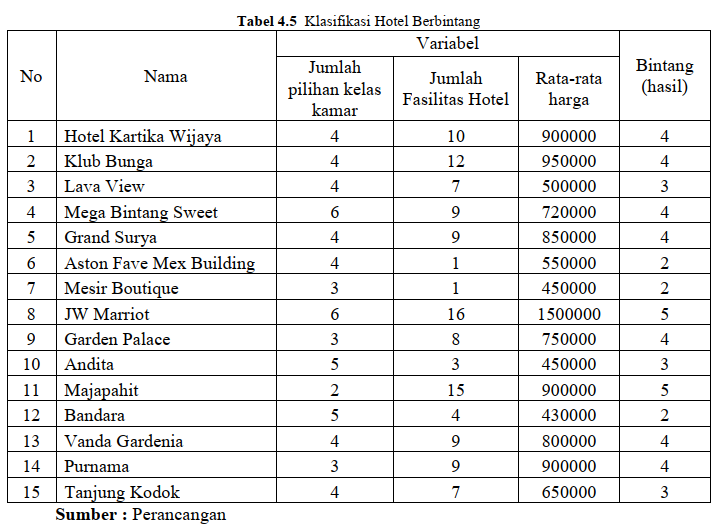 Tabel 4.5 Klasifikasi Hotel Berbintang
No Nama Variabel Bintang (hasil)
Jumlah pilihan kelas kamar Jumlah Fasilitas Hotel Rata-rata harga
1 Hotel Kartika Wijaya 4 10 900000 4
2 Klub Bunga 4 12 950000 4
3 Lava View 4 7 500000 3
4 Mega Bintang Sweet 6 9 720000 4
5 Grand Surya 4 9 850000 4
6 Aston Fave Mex Building 4 1 550000 2
7 Mesir Boutique 3 1 450000 2
8 JW Marriot 6 16 1500000 5
9 Garden Palace 3 8 750000 4
10 Andita 5 3 450000 3
11 Majapahit 2 15 900000 5
12 Bandara 5 4 430000 2
13 Vanda Gardenia 4 9 800000 4
14 Purnama 3 9 900000 4
15 Tanjung Kodok 4 7 650000 3
Sumber : Perancangan